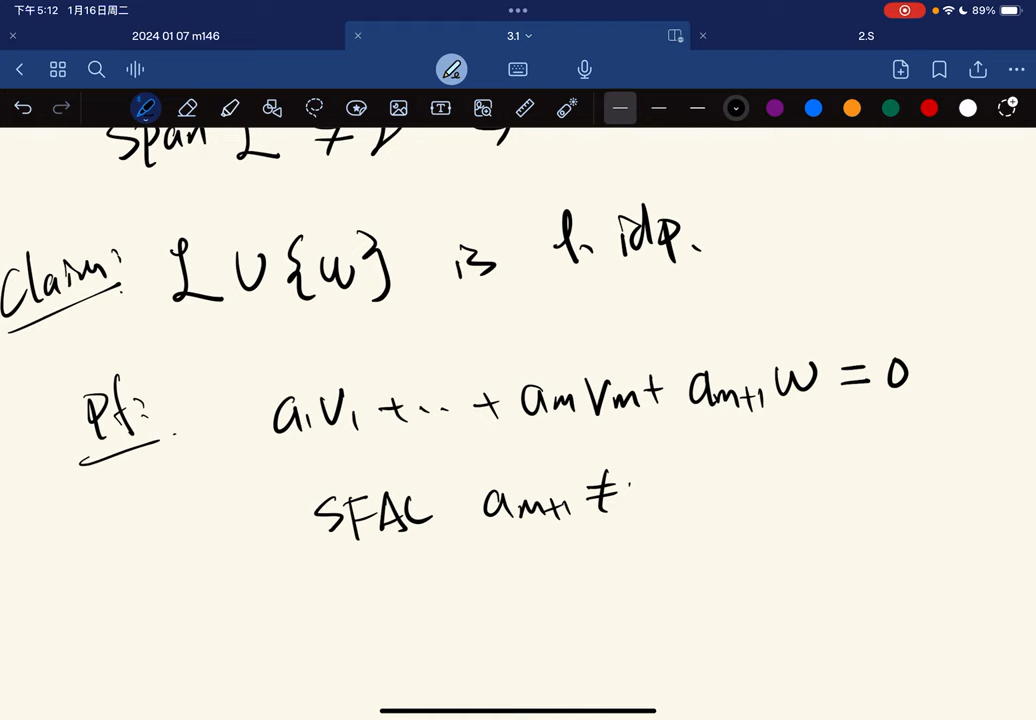 下午5:12 1月16日周二
89%
2024 01 07 m146
3.1
2.S
span L ≠ V
Claim: L ∪ {w} is l. idp.
Pf: a₁v₁ + ... + aₘvₘ + aₘ₊₁w = 0
SFAC aₘ₊₁ ≠